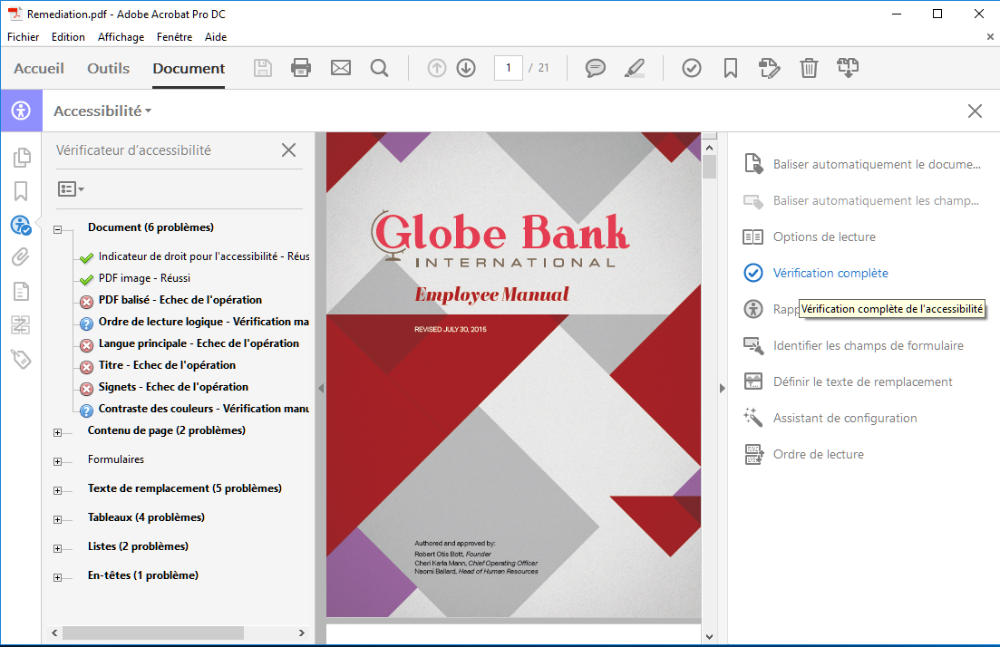 Remediation.pdf - Adobe Acrobat Pro DC
Fichier Edition Affichage Fenêtre Aide
Accueil Outils Document 1 / 21
Accessibilité
Vérificateur d'accessibilité
Document (6 problèmes)
Indicateur de droit pour l'accessibilité - Réus
PDF image - Réussi
PDF balisé - Echec de l'opération
Ordre de lecture logique - Vérification ma
Langue principale - Echec de l'opération
Titre - Echec de l'opération
Signets - Echec de l'opération
Contraste des couleurs - Vérification manu
Contenu de page (2 problèmes)
Formulaires
Texte de remplacement (5 problèmes)
Tableaux (4 problèmes)
Listes (2 problèmes)
En-têtes (1 problème)
Globe Bank
INTERNATIONAL
Employee Manual
REVISED JULY 30, 2015
Authored and approved by:
Robert Otis Bott, Founder
Cheri Karla Mann, Chief Operating Officer
Naomi Ballard, Head of Human Resources
Baliser automatiquement le docume...
Baliser automatiquement les champ...
Options de lecture
Vérification complète
Rapp
Vérification complète de l'accessibilité
Identifier les champs de formulaire
Définir le texte de remplacement
Assistant de configuration
Ordre de lecture